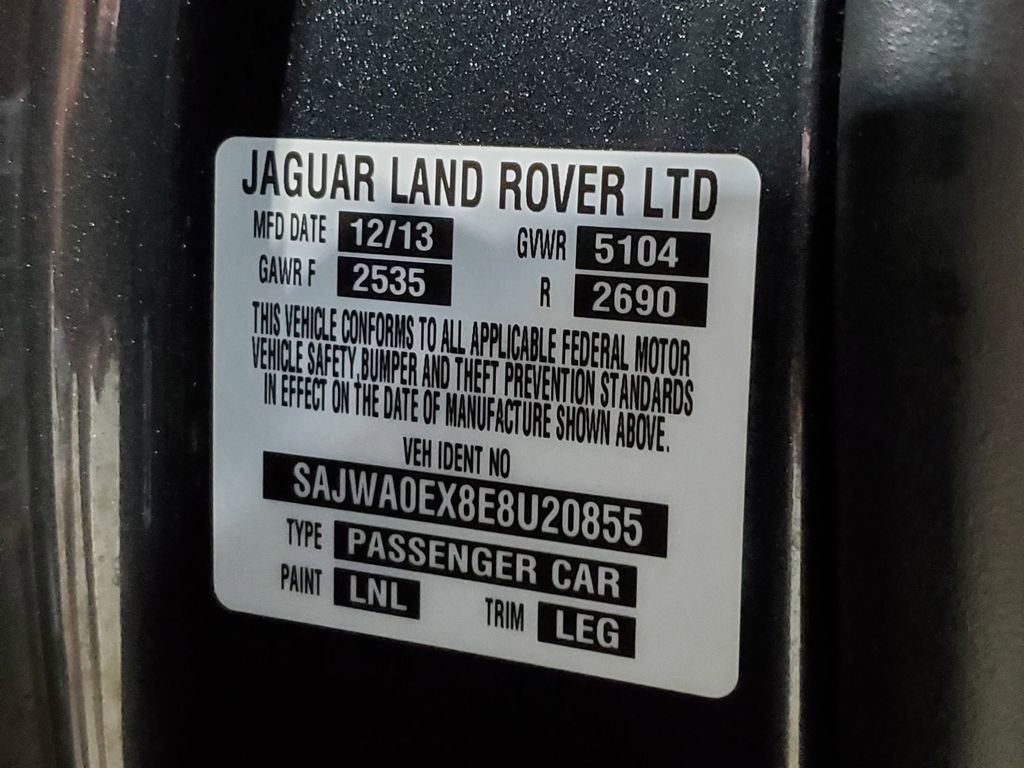 JAGUAR LAND ROVER LTD
MFD DATE 12/13 GVWR 5104
GAWR F 2535 R 2690
THIS VEHICLE CONFORMS TO ALL APPLICABLE FEDERAL MOTOR
VEHICLE SAFETY, BUMPER AND THEFT PREVENTION STANDARDS
IN EFFECT ON THE DATE OF MANUFACTURE SHOWN ABOVE.
VEH IDENT NO
SAJWA0EX8E8U20855
TYPE PASSENGER CAR
PAINT LNL TRIM LEG